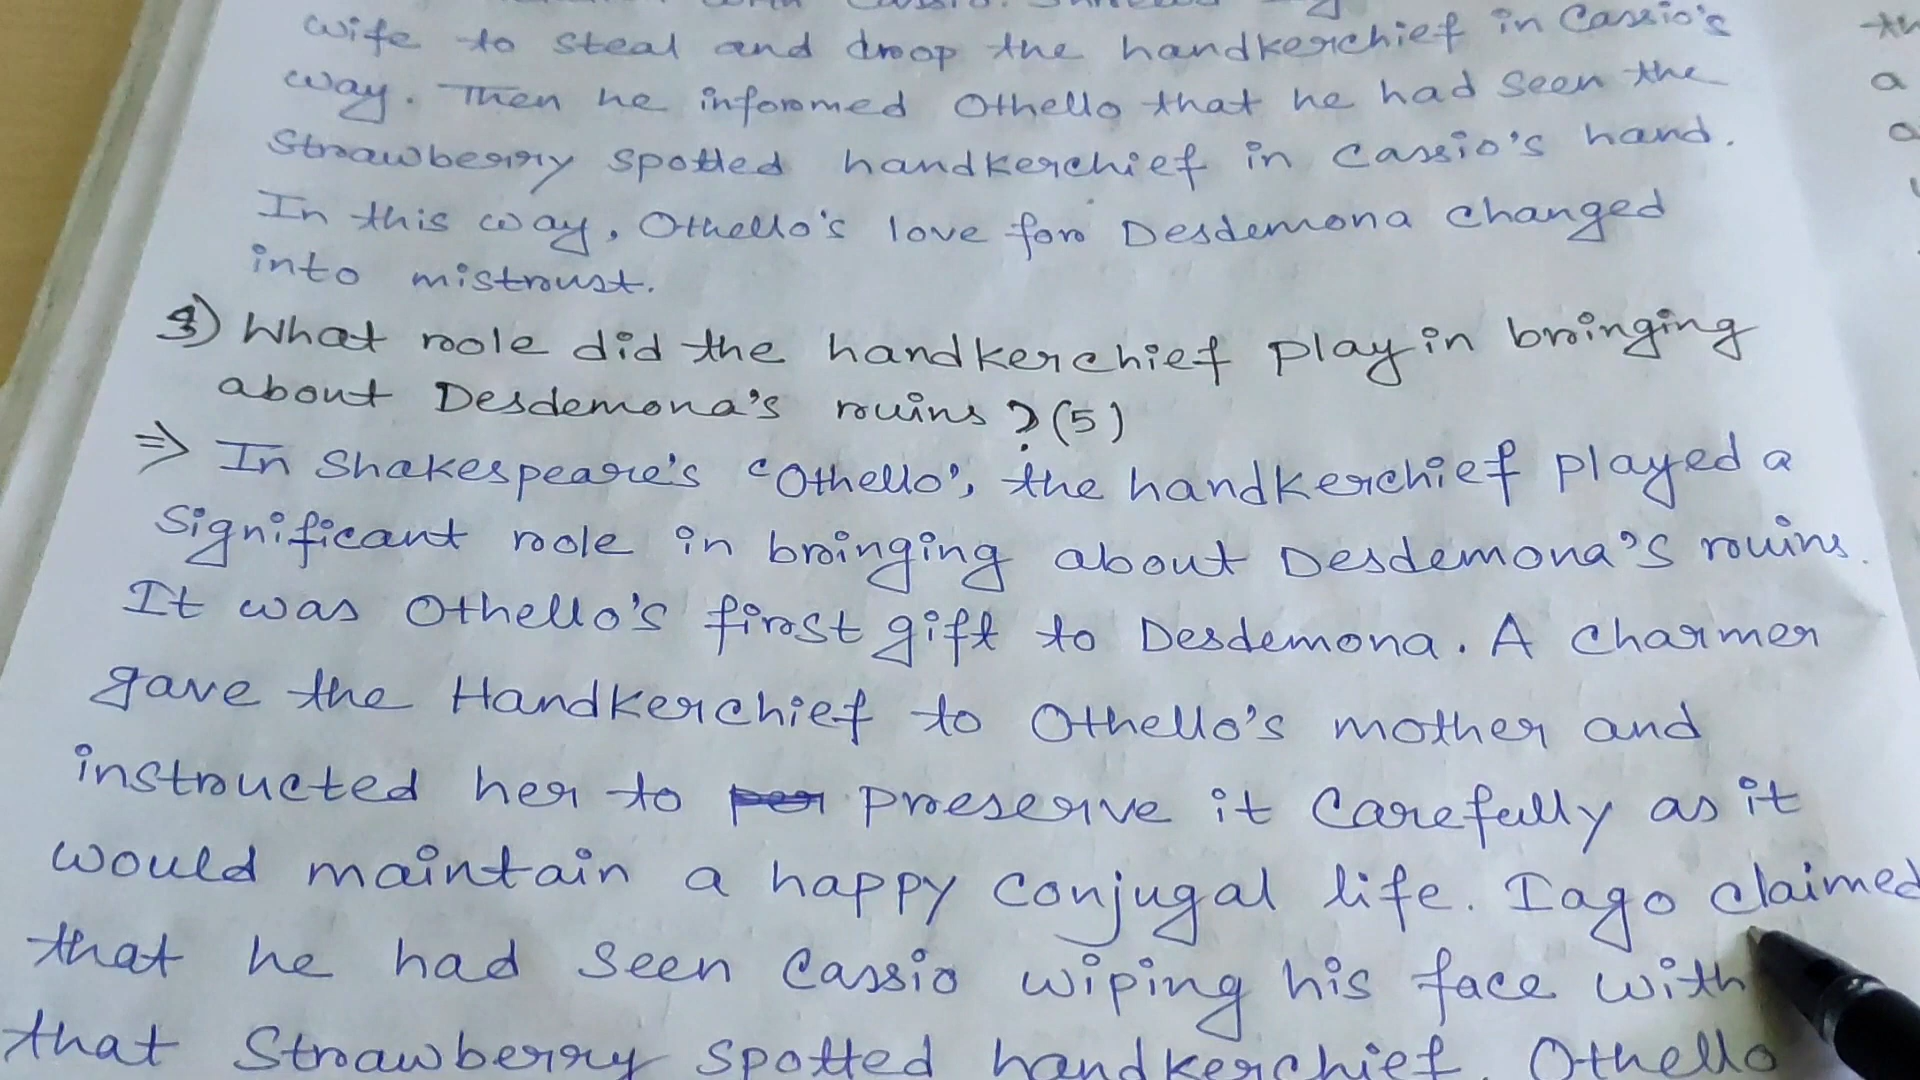 wife to steal and drop the handkerchief in Cassio's
way. Then he informed Othello that he had seen the
Strawberry spotted handkerchief in Cassio's hand.
In this way, Othello's love for Desdemona changed
into mistrust.
3) What role did the handkerchief play in bringing
about Desdemona's ruins? (5)
⇒ In Shakespeare's 'Othello', the handkerchief played a
significant role in bringing about Desdemona's ruins.
It was Othello's first gift to Desdemona. A charmer
gave the Handkerchief to Othello's mother and
instructed her to preserve it carefully as it
would maintain a happy conjugal life. Iago claimed
that he had seen Cassio wiping his face with
that Strawberry spotted handkerchief. Othello